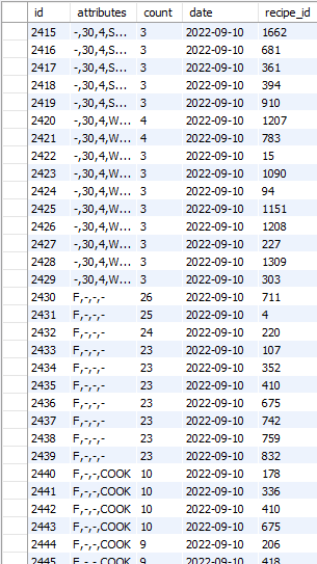 id attributes count date recipe_id
2415 -,30,4,S... 3 2022-09-10 1662
2416 -,30,4,S... 3 2022-09-10 681
2417 -,30,4,S... 3 2022-09-10 361
2418 -,30,4,S... 3 2022-09-10 394
2419 -,30,4,S... 3 2022-09-10 910
2420 -,30,4,W... 4 2022-09-10 1207
2421 -,30,4,W... 4 2022-09-10 783
2422 -,30,4,W... 3 2022-09-10 15
2423 -,30,4,W... 3 2022-09-10 1090
2424 -,30,4,W... 3 2022-09-10 94
2425 -,30,4,W... 3 2022-09-10 1151
2426 -,30,4,W... 3 2022-09-10 1208
2427 -,30,4,W... 3 2022-09-10 227
2428 -,30,4,W... 3 2022-09-10 1309
2429 -,30,4,W... 3 2022-09-10 303
2430 F,-,-,- 26 2022-09-10 711
2431 F,-,-,- 25 2022-09-10 4
2432 F,-,-,- 24 2022-09-10 220
2433 F,-,-,- 23 2022-09-10 107
2434 F,-,-,- 23 2022-09-10 352
2435 F,-,-,- 23 2022-09-10 410
2436 F,-,-,- 23 2022-09-10 675
2437 F,-,-,- 23 2022-09-10 742
2438 F,-,-,- 23 2022-09-10 759
2439 F,-,-,- 23 2022-09-10 832
2440 F,-,-,COOK 10 2022-09-10 178
2441 F,-,-,COOK 10 2022-09-10 336
2442 F,-,-,COOK 10 2022-09-10 410
2443 F,-,-,COOK 10 2022-09-10 675
2444 F,-,-,COOK 9 2022-09-10 206
2445 F,-,-,COOK 9 2022-09-10 418